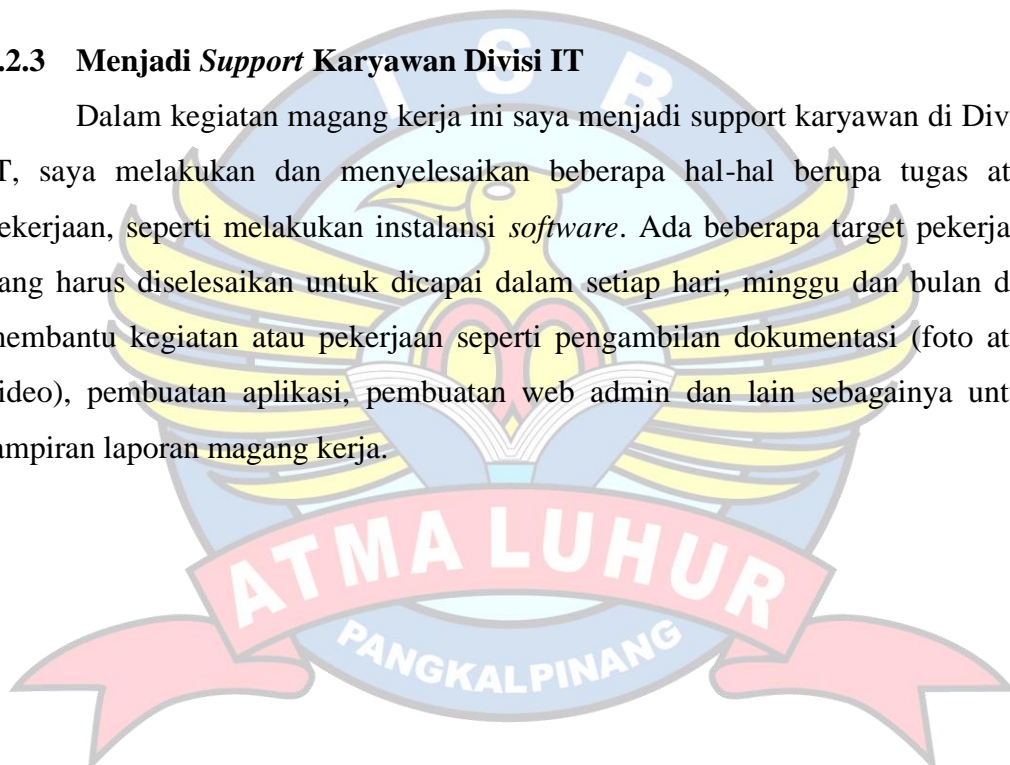 .2.3 Menjadi Support Karyawan Divisi IT
Dalam kegiatan magang kerja ini saya menjadi support karyawan di Div
T, saya melakukan dan menyelesaikan beberapa hal-hal berupa tugas at
ekerjaan, seperti melakukan instalansi software. Ada beberapa target pekerja
ang harus diselesaikan untuk dicapai dalam setiap hari, minggu dan bulan d
nembantu kegiatan atau pekerjaan seperti pengambilan dokumentasi (foto at
ideo), pembuatan aplikasi, pembuatan web admin dan lain sebagainya unt
ampiran laporan magang kerja.
I S B
ATMA LUHUR
PANGKALPINANG